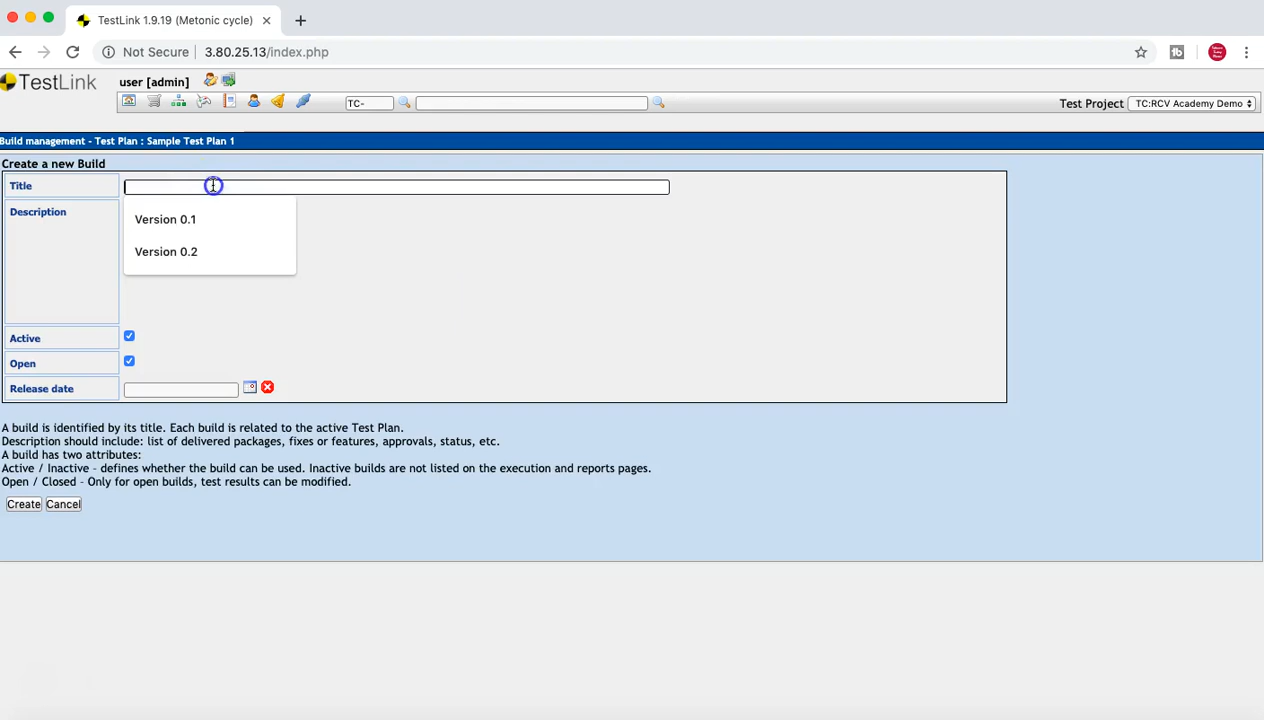 TestLink 1.9.19 (Metonic cycle)
Not Secure 3.80.25.13/index.php
TestLink
user [admin]
TC-
Test Project TC:RCV Academy Demo
Build management - Test Plan : Sample Test Plan 1
Create a new Build
Title
Description
Version 0.1
Version 0.2
Active
Open
Release date
A build is identified by its title. Each build is related to the active Test Plan.
Description should include: list of delivered packages, fixes or features, approvals, status, etc.
A build has two attributes:
Active / Inactive - defines whether the build can be used. Inactive builds are not listed on the execution and reports pages.
Open / Closed - Only for open builds, test results can be modified.
Create Cancel